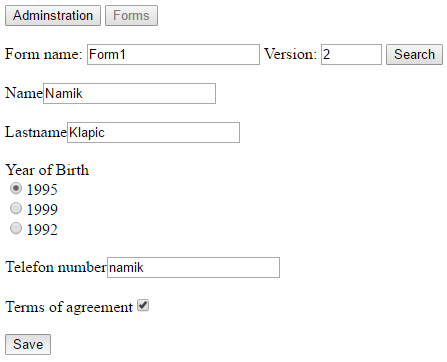 Adminstration Forms
Form name: Form1 Version: 2 Search
Name Namik
Lastname Klapic
Year of Birth
1995
1999
1992
Telefon number namik
Terms of agreement
Save